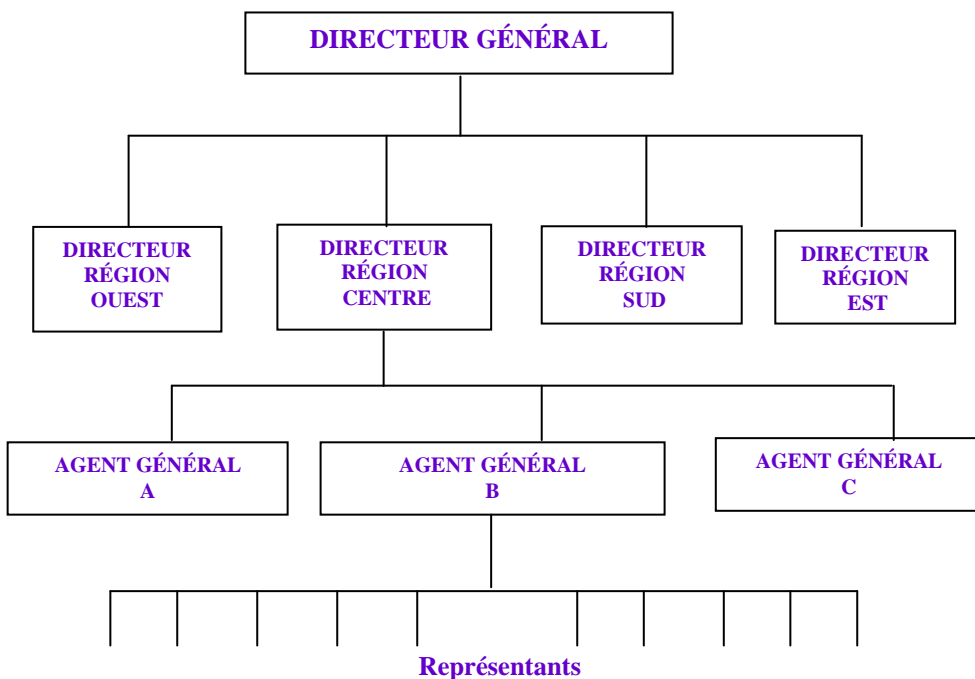 DIRECTEUR GÉNÉRAL
DIRECTEUR
RÉGION
OUEST
DIRECTEUR
RÉGION
CENTRE
DIRECTEUR
RÉGION
SUD
DIRECTEUR
RÉGION
EST
AGENT GÉNÉRAL
A
AGENT GÉNÉRAL
B
AGENT GÉNÉRAL
C
Représentants